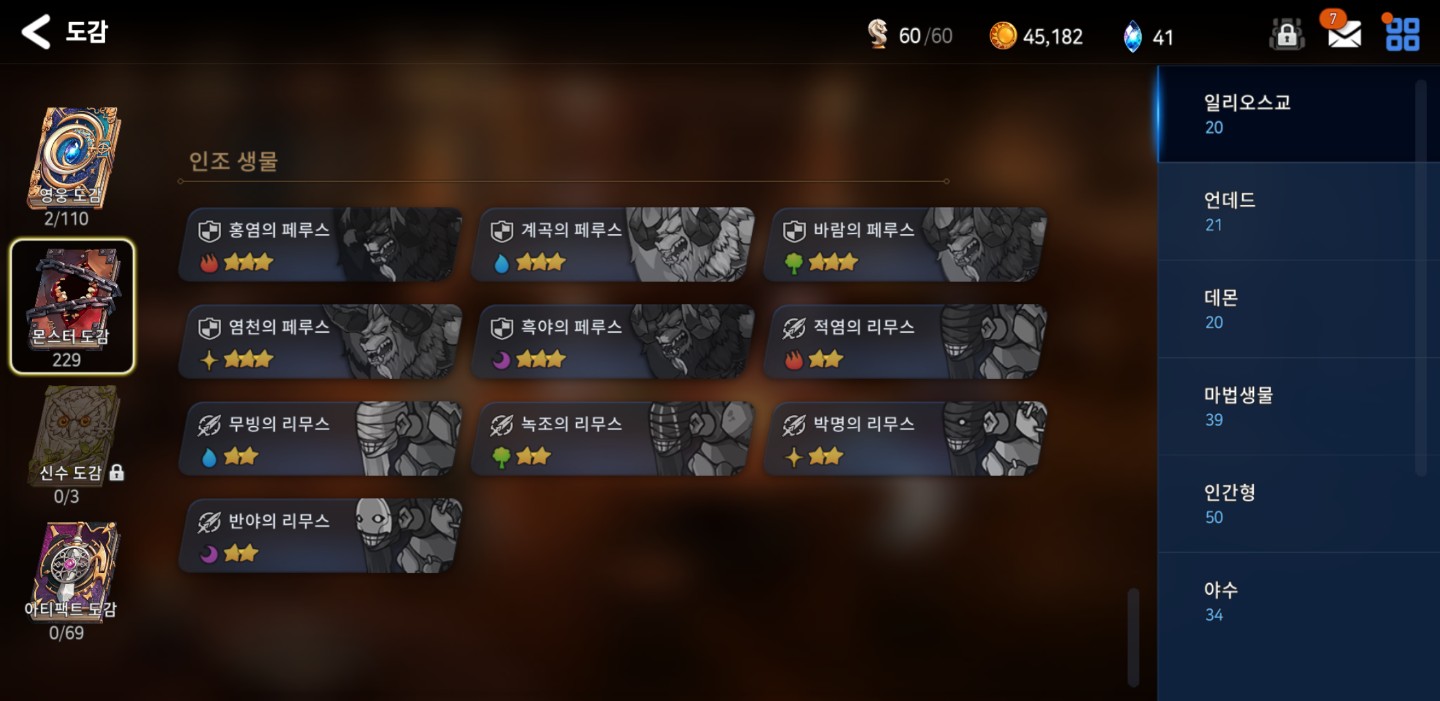 도감
60/60
45,182
41
7
영웅 도감
2/110
몬스터 도감
229
신수 도감
0/3
아티팩트 도감
0/69
인조 생물
홍염의 페루스
계곡의 페루스
바람의 페루스
염천의 페루스
흑야의 페루스
적염의 리무스
무빙의 리무스
녹조의 리무스
박명의 리무스
반야의 리무스
일리오스교
20
언데드
21
데몬
20
마법생물
39
인간형
50
야수
34